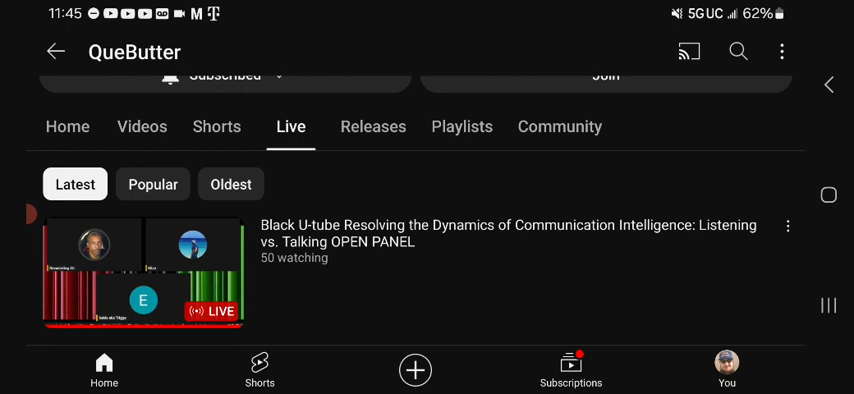 11:45 M T 5G UC 62%
QueButter
Subscribed
Join
Home Videos Shorts Live Releases Playlists Community
Latest Popular Oldest
Black U-tube Resolving the Dynamics of Communication Intelligence: Listening
vs. Talking OPEN PANEL
50 watching
E
LIVE
Home Shorts Subscriptions You